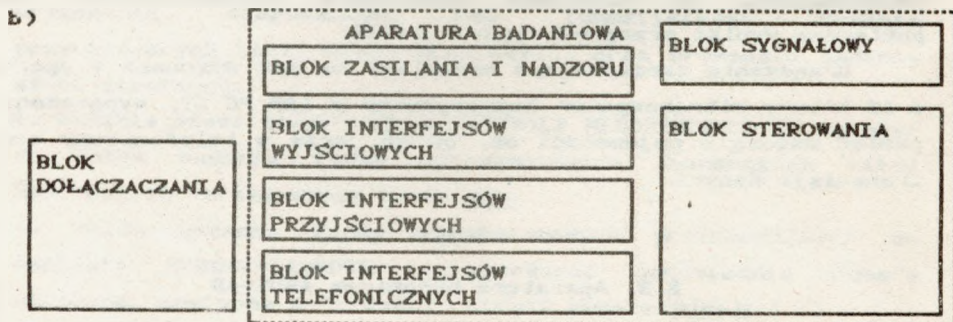 b)
APARATURA BADANIOWA
BLOK ZASILANIA I NADZORU
BLOK INTERFEJSÓW
WYJŚCIOWYCH
BLOK INTERFEJSÓW
PRZYJŚCIOWYCH
BLOK INTERFEJSÓW
TELEFONICZNYCH
BLOK
DOŁĄCZACZANIA
BLOK SYGNAŁOWY
BLOK STEROWANIA